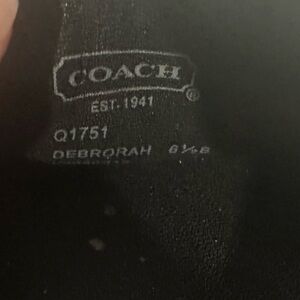 COACH
®
EST. 1941
Q1751
DEBRORAH 6½B